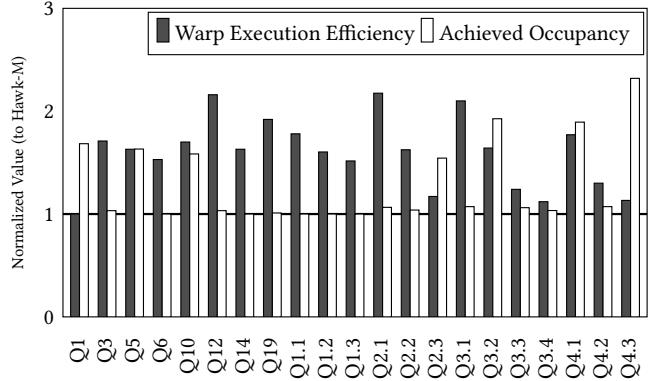 3
Warp Execution Efficiency Achieved Occupancy
2
1
0
Normalized Value (to Hawk-M)
Q1
Q3
Q5
Q6
Q10
Q12
Q14
Q19
Q1.1
Q1.2
Q1.3
Q2.1
Q2.2
Q2.3
Q3.1
Q3.2
Q3.3
Q3.4
Q4.1
Q4.2
Q4.3